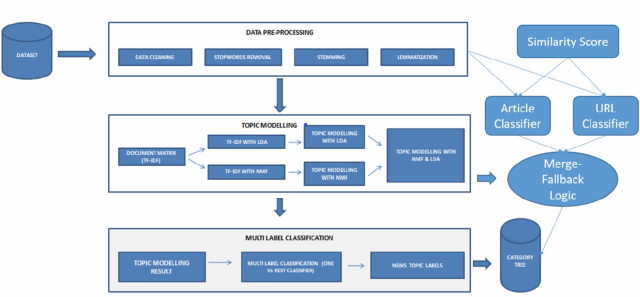 DATASET
DATA PRE-PROCESSING
DATA CLEANING
STOPWORDS REMOVAL
STEMMING
LEMMATIZATION
Similarity Score
Article
Classifier
URL
Classifier
Merge-
Fallback
Logic
TOPIC MODELLING
DOCUMENT MATRIX
(TF-IDF)
TF-IDF WITH LDA
TF-IDF WITH NMF
TOPIC MODELLING
WITH LDA
TOPIC MODELLING
WITH NMF
TOPIC MODELLING WITH
NMF & LDA
MULTI LABEL CLASSIFICATION
TOPIC MODELLING
RESULT
MULTI LABEL CLASSIFICATION (ONE
Vs REST CLASSIFIER)
NEWS TOPIC LABELS
CATEGORY
TREE